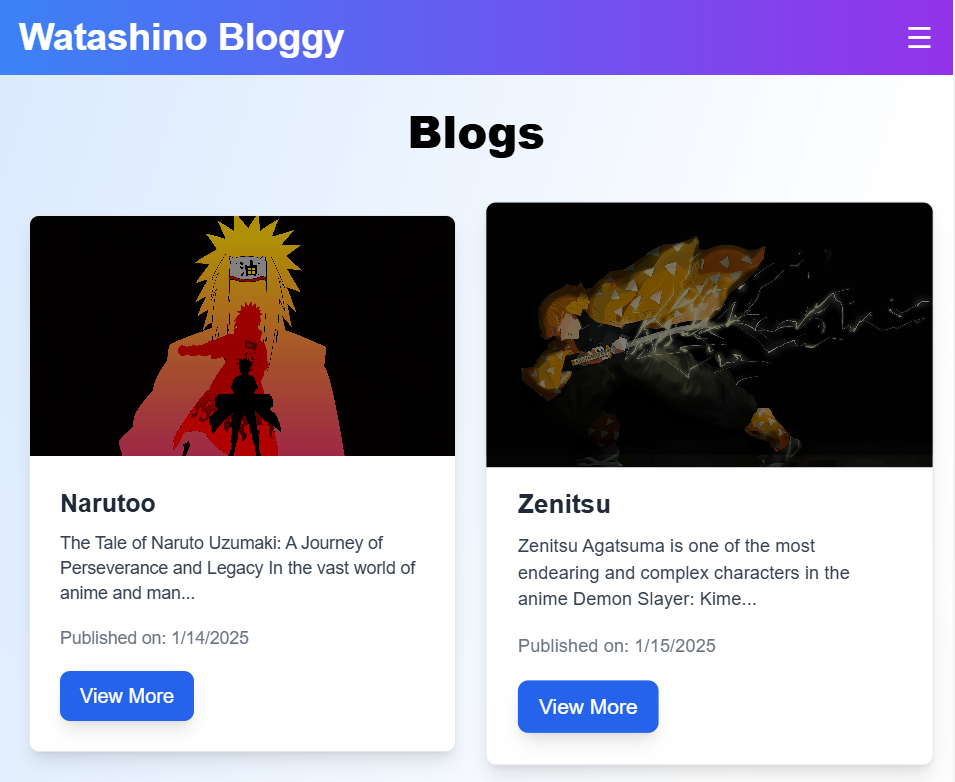 Watashino Bloggy
☰
Blogs
油
Narutoo
The Tale of Naruto Uzumaki: A Journey of
Perseverance and Legacy In the vast world of
anime and man...
Published on: 1/14/2025
View More
Zenitsu
Zenitsu Agatsuma is one of the most
endearing and complex characters in the
anime Demon Slayer: Kime...
Published on: 1/15/2025
View More